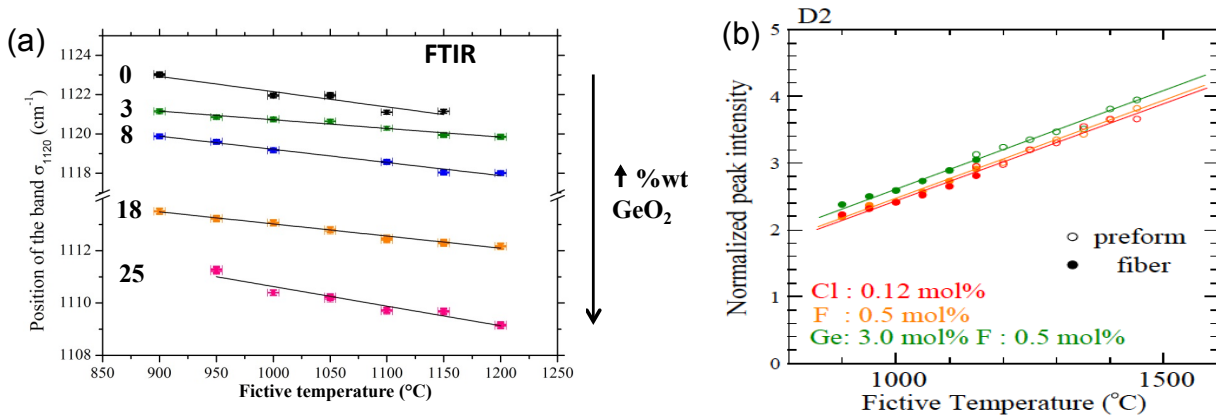 (a)
FTIR
0
3
8
18
25
1124
1123
1122
1121
1120
1118
1112
1110
1108
Position of the band σ1120 (cm-1)
850 900 950 1000 1050 1100 1150 1200 1250
Fictive temperature (°C)
↑ %wt
GeO2
(b)
D2
5
4
3
2
1
0
Normalized peak intensity
○ preform
● fiber
Cl : 0.12 mol%
F : 0.5 mol%
Ge: 3.0 mol% F : 0.5 mol%
1000 1500
Fictive Temperature (°C)